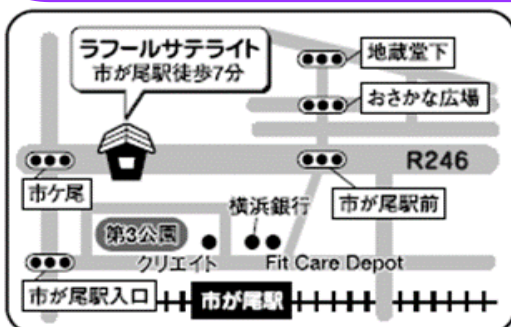 ラフールサテライト
市が尾駅徒歩7分
地蔵堂下
おさかな広場
R246
市ケ尾
市が尾駅前
横浜銀行
第3公園
クリエイト
Fit Care Depot
市が尾駅入口
市が尾駅